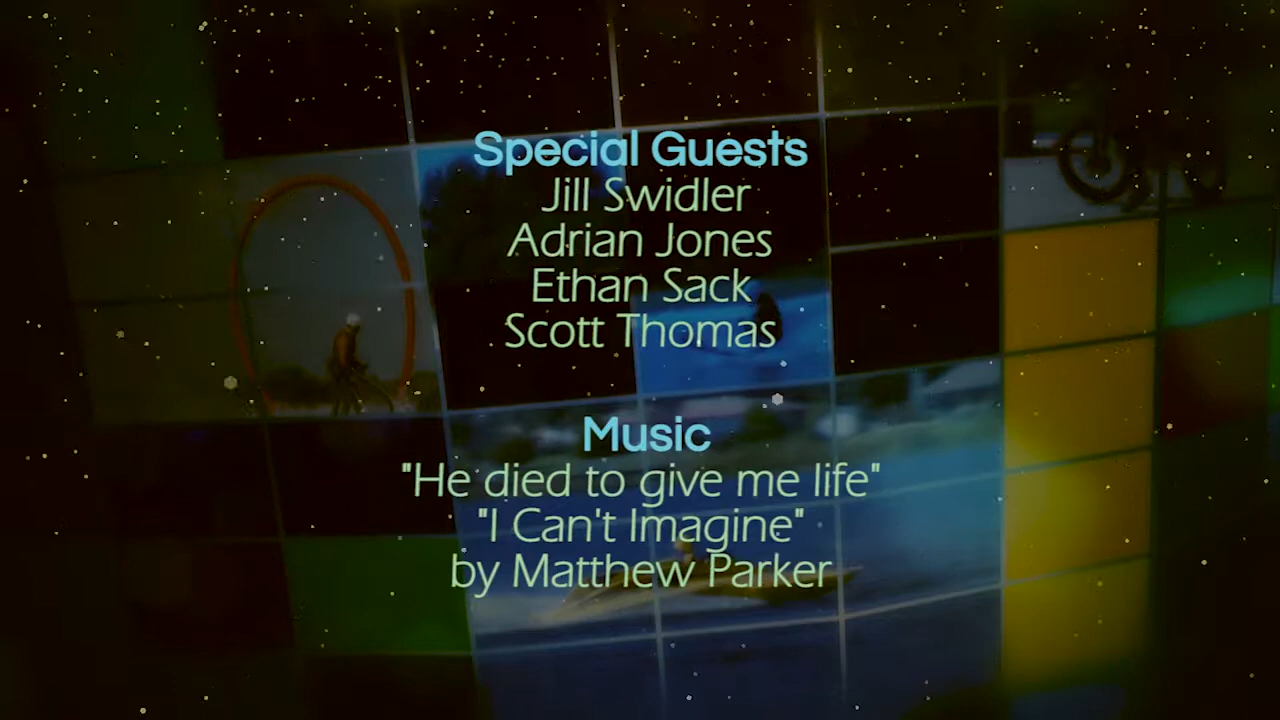 Special Guests
Jill Swidler
Adrian Jones
Ethan Sack
Scott Thomas
Music
"He died to give me life"
"I Can't Imagine"
by Matthew Parker